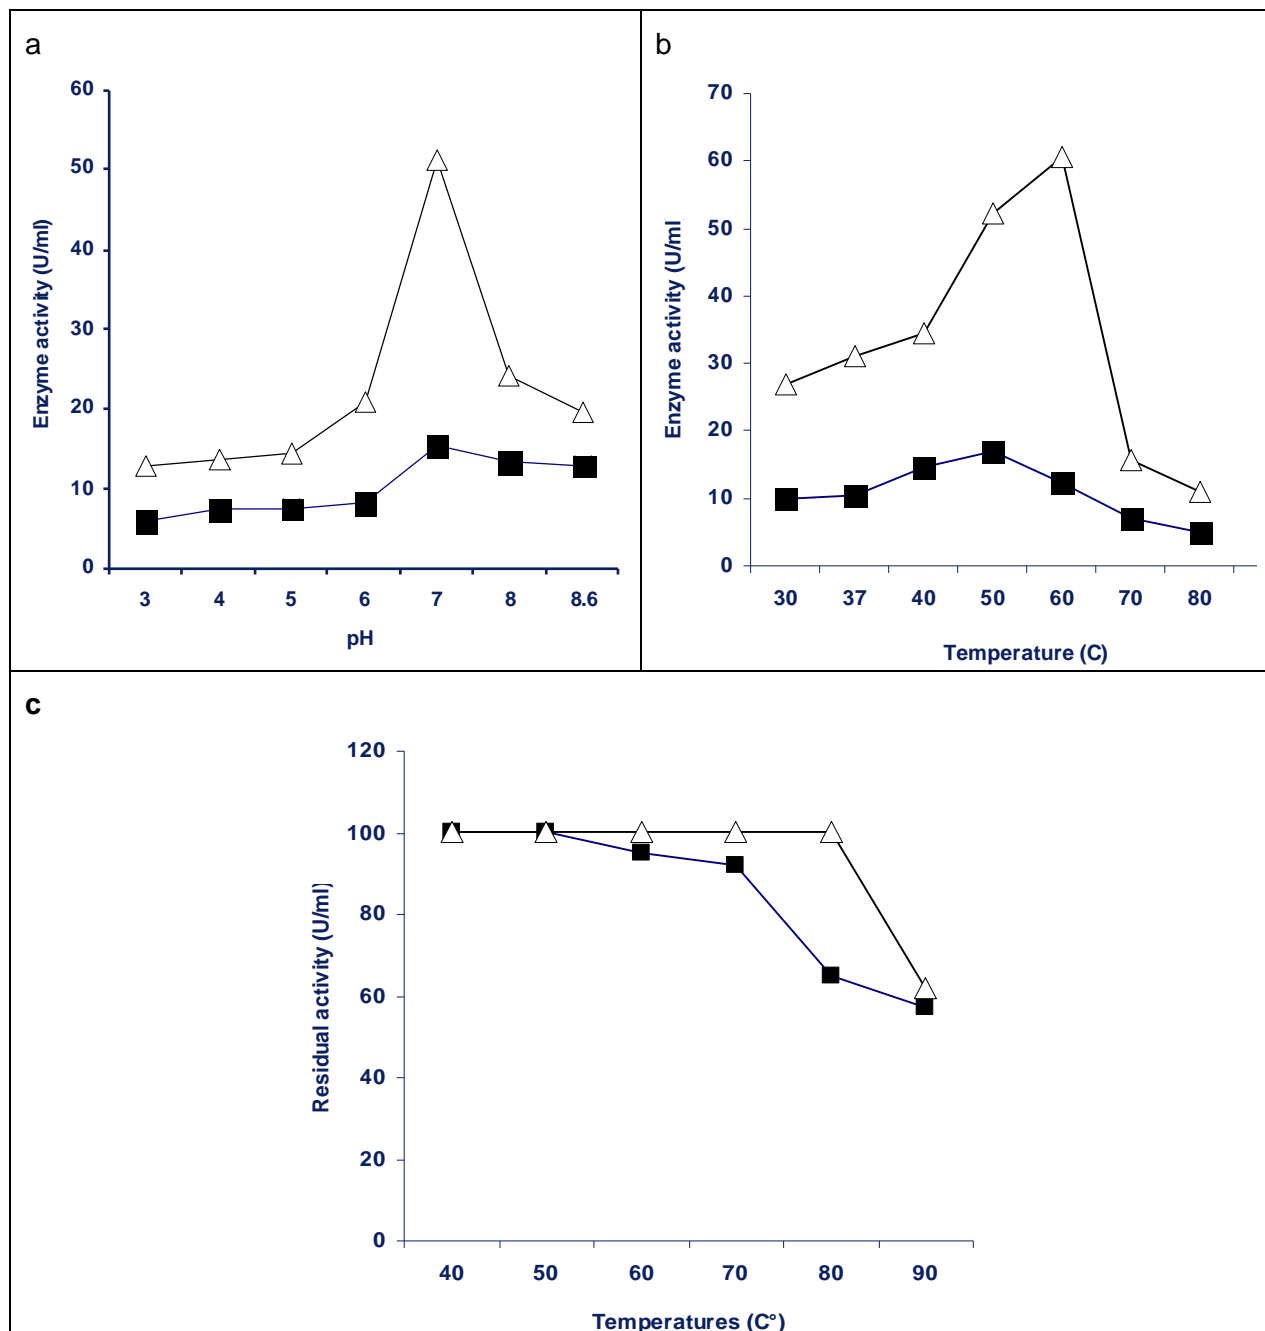 a
60
50
40
30
20
10
0
Enzyme activity (U/ml)
3 4 5 6 7 8 8.6
pH
b
70
60
50
40
30
20
10
0
Enzyme activity (U/ml
30 37 40 50 60 70 80
Temperature (C)
c
120
100
80
60
40
20
0
Residual activity (U/ml)
40 50 60 70 80 90
Temperatures (C°)